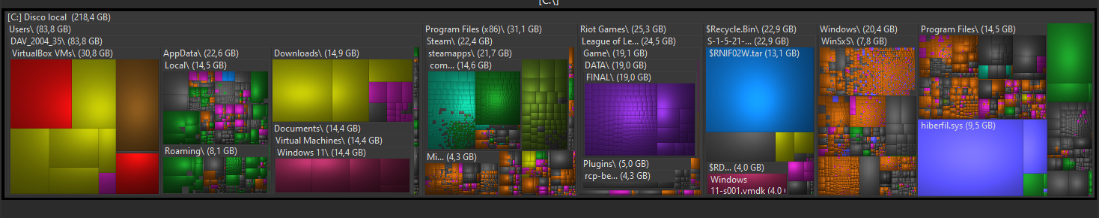 [C:\]
[C:] Disco local (218,4 GB)
Users\ (83,8 GB)
DAV_2004_35\ (83,8 GB)
VirtualBox VMs\ (30,8 GB)
AppData\ (22,6 GB)
Local\ (14,5 GB)
Roaming\ (8,1 GB)
Downloads\ (14,9 GB)
Documents\ (14,4 GB)
Virtual Machines\ (14,4 GB)
Windows 11\ (14,4 GB)
Program Files (x86)\ (31,1 GB)
Steam\ (22,4 GB)
steamapps\ (21,7 GB)
com... (14,6 GB)
Mi... (4,3 GB)
Riot Games\ (25,3 GB)
League of Le... (24,5 GB)
Game\ (19,1 GB)
DATA\ (19,0 GB)
FINAL\ (19,0 GB)
Plugins\ (5,0 GB)
rcp-be... (4,3 GB)
$Recycle.Bin\ (22,9 GB)
S-1-5-21-... (22,9 GB)
$RNIF02W.tar (13,1 GB)
$RD... (4,0 GB)
Windows
11-s001.vmdk (4,0
Windows\ (20,4 GB)
WinSxS\ (7,8 GB)
Program Files\ (14,5 GB)
hiberfil.sys (9,5 GB)